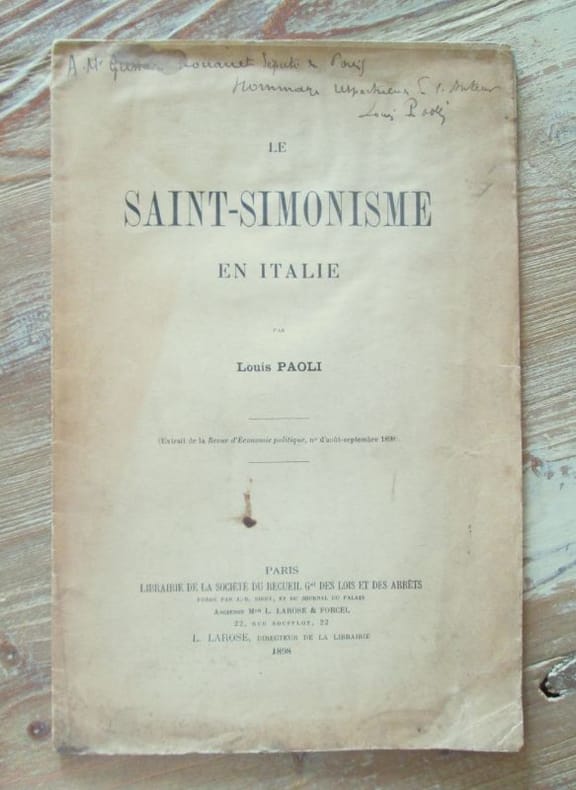 A Mr Gustave Rouanet député de Paris
Hommage respectueux de l'auteur
Louis Paoli
LE
SAINT-SIMONISME
EN ITALIE
PAR
Louis PAOLI
(Extrait de la Revue d'Économie politique, nos d'août-septembre 1898)
PARIS
LIBRAIRIE DE LA SOCIÉTÉ DU RECUEIL Gal DES LOIS ET DES ARRÊTS
FONDÉ PAR J.-B. SIREY, ET DU JOURNAL DU PALAIS
Ancienne Mon L. LAROSE & FORCEL
22, RUE SOUFFLOT, 22
L. LAROSE, DIRECTEUR DE LA LIBRAIRIE
1898